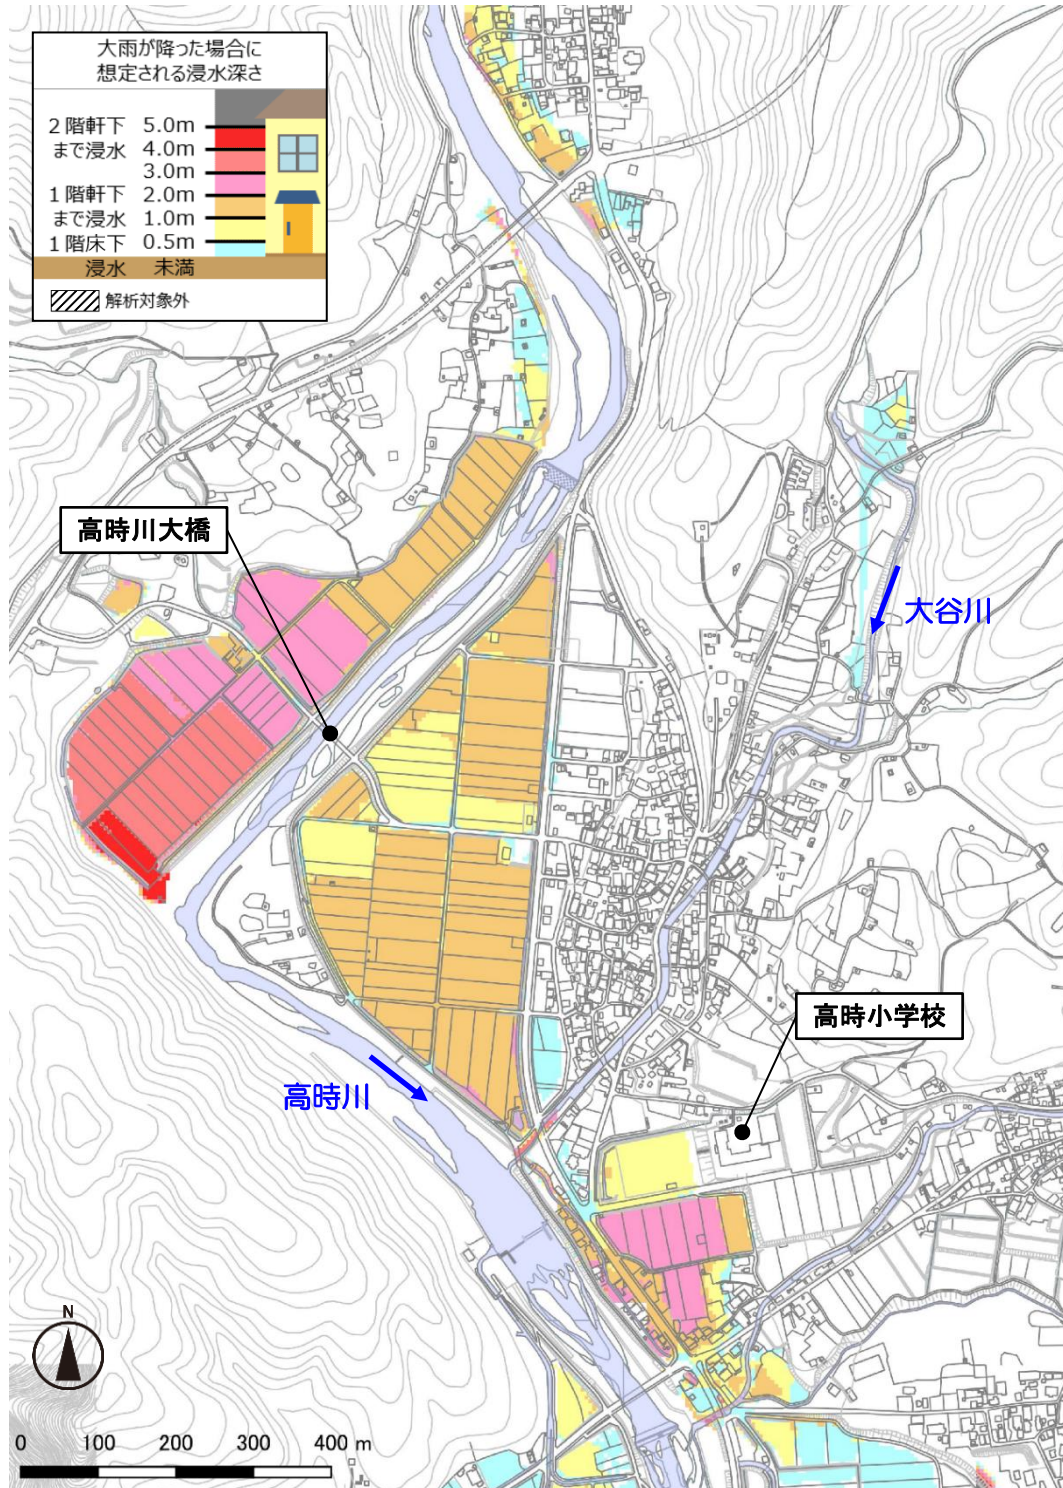 大雨が降った場合に
想定される浸水深さ
2階軒下 5.0m
まで浸水 4.0m
3.0m
1階軒下 2.0m
まで浸水 1.0m
1階床下 0.5m
浸水 未満
解析対象外
高時川大橋
大谷川
高時小学校
高時川
N
0 100 200 300 400 m